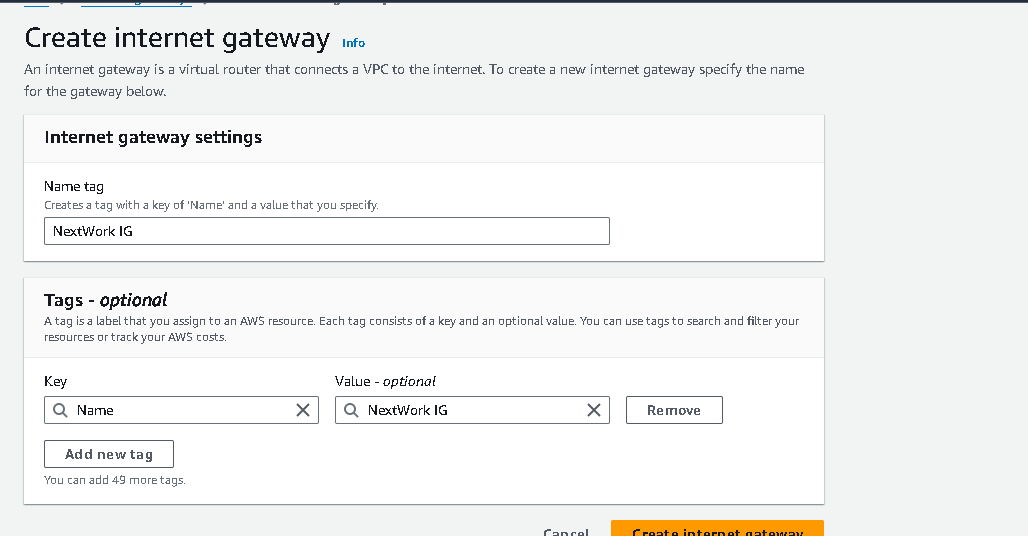 Create internet gateway Info
An internet gateway is a virtual router that connects a VPC to the internet. To create a new internet gateway specify the name
for the gateway below.
Internet gateway settings
Name tag
Creates a tag with a key of 'Name' and a value that you specify.
NextWork IG
Tags - optional
A tag is a label that you assign to an AWS resource. Each tag consists of a key and an optional value. You can use tags to search and filter your
resources or track your AWS costs.
Key Value - optional
Name NextWork IG Remove
Add new tag
You can add 49 more tags.
Cancel Create internet gateway